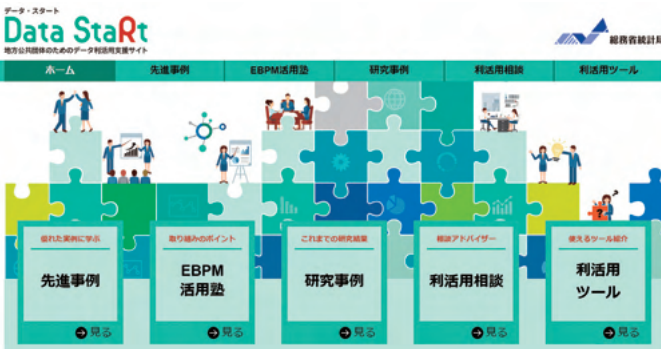 データ・スタート
Data StaRt
地方公共団体のためのデータ利活用支援サイト
総務省統計局
ホーム
先進事例
EBPM活用塾
研究事例
利活用相談
利活用ツール
優れた実例に学ぶ
先進事例
見る
取り組みのポイント
EBPM
活用塾
見る
これまでの研究結果
研究事例
見る
相談アドバイザー
利活用相談
見る
使えるツール紹介
利活用
ツール
見る
?